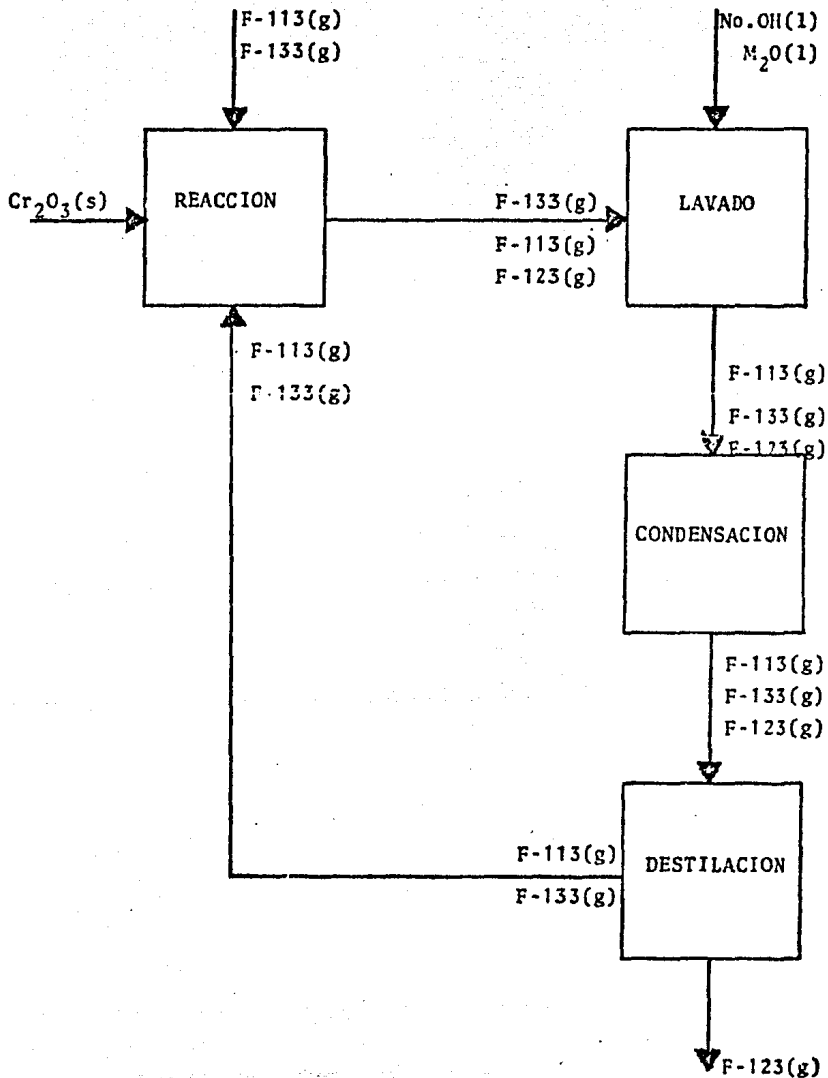 F-113(g)
F-133(g)
No.OH(l)
M₂O(l)
Cr₂O₃(s)
REACCION
F-133(g)
F-113(g)
F-123(g)
LAVADO
F-113(g)
F-133(g)
F-113(g)
F-133(g)
F-123(g)
CONDENSACION
F-113(g)
F-133(g)
F-123(g)
F-113(g)
F-133(g)
DESTILACION
F-123(g)